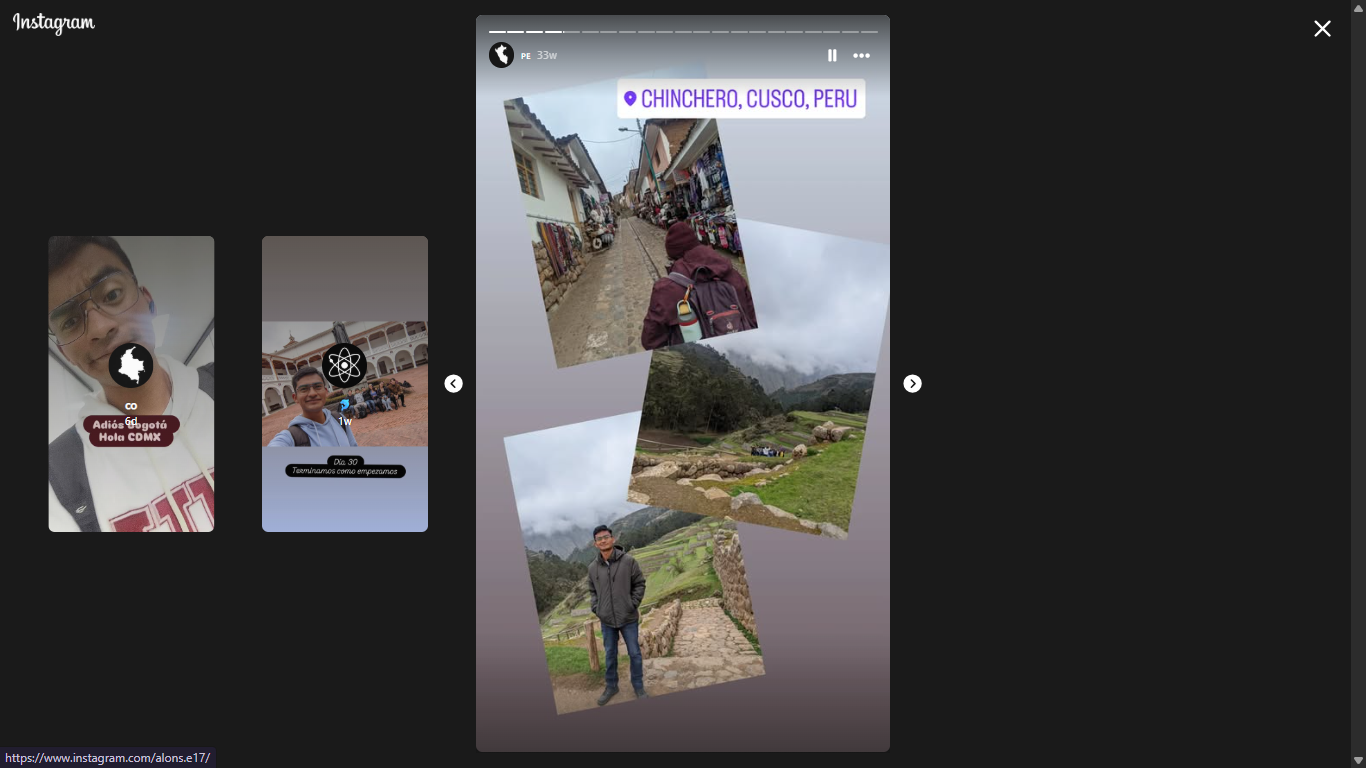 Instagram
PE 33w
CHINCHERO, CUSCO, PERU
CO
6d
Adiós Bogotá
Hola CDMX
1w
Día 30
Terminamos como empezamos
https://www.instagram.com/alons.e17/